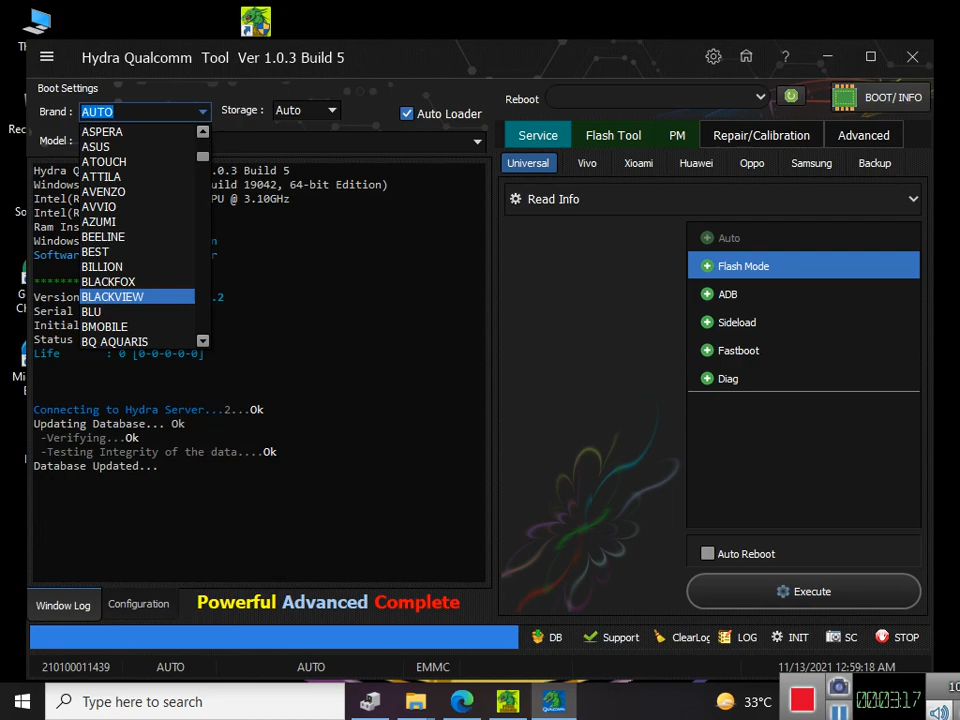 Hydra Qualcomm Tool Ver 1.0.3 Build 5
Boot Settings
Brand : AUTO
Storage : Auto
Auto Loader
Model :
Reboot
BOOT/ INFO
ASPERA
ASUS
ATOUCH
ATTILA
AVENZO
AVVIO
AZUMI
BEELINE
BEST
BILLION
BLACKFOX
BLACKVIEW
BLU
BMOBILE
BQ AQUARIS
Hydra Q
.0.3 Build 5
Windows
uild 19042, 64-bit Edition)
Intel(R
PU @ 3.10GHz
Intel(R
Ram Ins
Windows
n
Softwar
r
*******
Version
.2
Serial
Initial
Status
Life : 0 [0-0-0-0-0]
Connecting to Hydra Server...2...Ok
Updating Database... Ok
-Verifying...Ok
-Testing Integrity of the data....Ok
Database Updated...
Service
Flash Tool
PM
Repair/Calibration
Advanced
Universal
Vivo
Xioami
Huawei
Oppo
Samsung
Backup
Read Info
Auto
Flash Mode
ADB
Sideload
Fastboot
Diag
Auto Reboot
Execute
Window Log
Configuration
Powerful Advanced Complete
DB
Support
ClearLog
LOG
INIT
SC
STOP
210100011439
AUTO
AUTO
EMMC
11/13/2021 12:59:18 AM
Type here to search
33°C
00:03:17
10